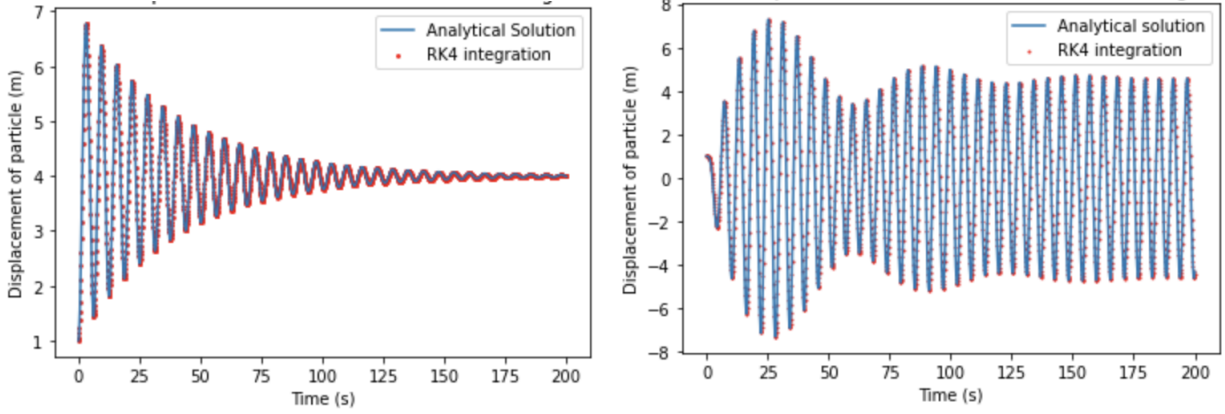 7
6
5
4
3
2
1
0 25 50 75 100 125 150 175 200
Displacement of particle (m)
Time (s)
Analytical Solution
RK4 integration
8
6
4
2
0
−2
−4
−6
−8
0 25 50 75 100 125 150 175 200
Displacement of particle (m)
Time (s)
Analytical solution
RK4 integration